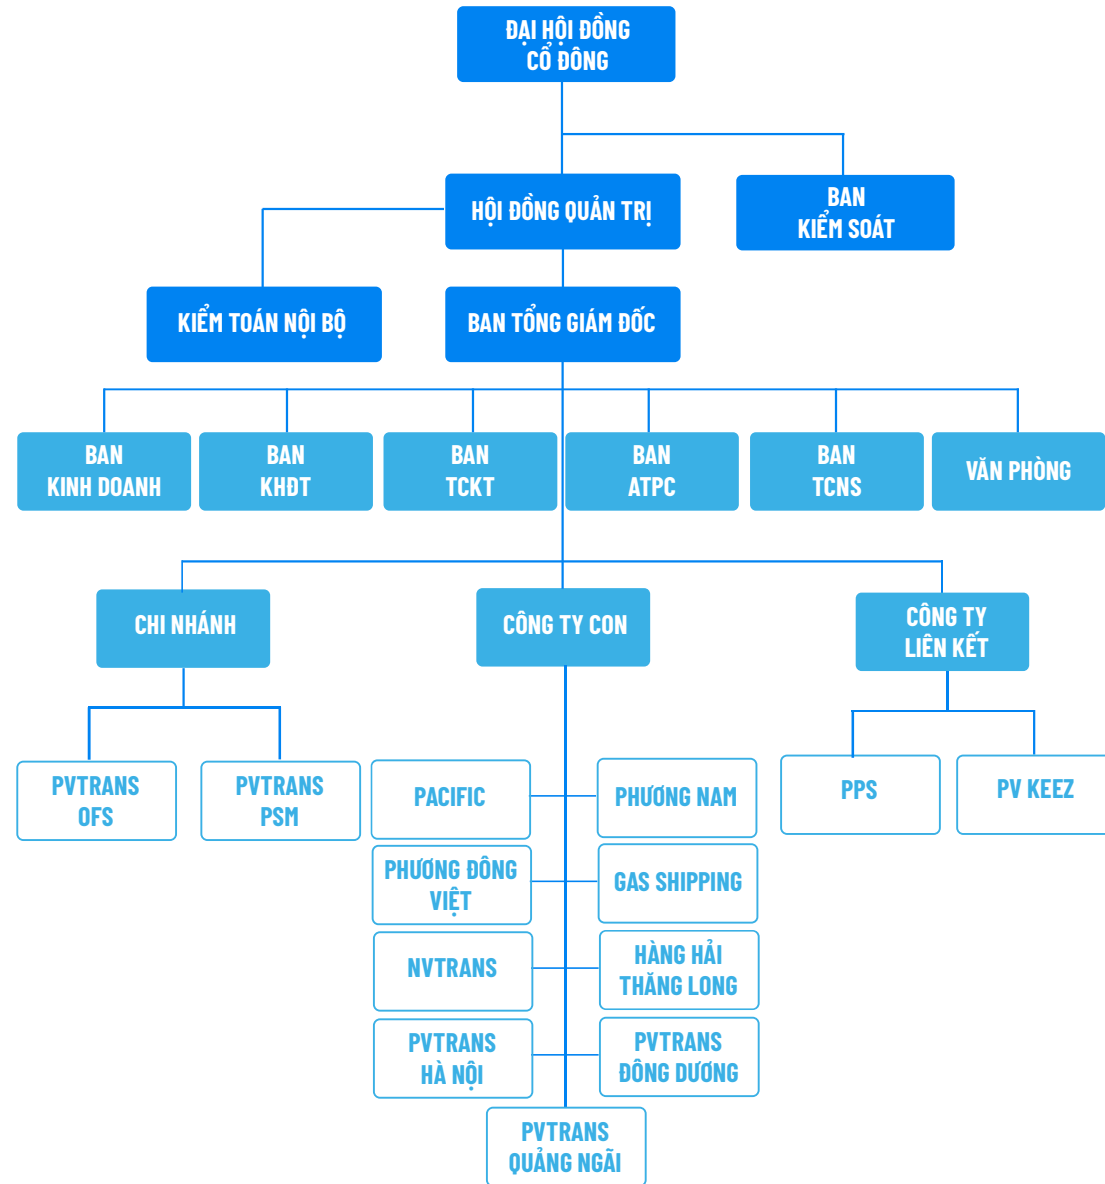 ĐẠI HỘI ĐỒNG
CỔ ĐÔNG
HỘI ĐỒNG QUẢN TRỊ
BAN
KIỂM SOÁT
KIỂM TOÁN NỘI BỘ
BAN TỔNG GIÁM ĐỐC
BAN
KINH DOANH
BAN
KHĐT
BAN
TCKT
BAN
ATPC
BAN
TCNS
VĂN PHÒNG
CHI NHÁNH
CÔNG TY CON
CÔNG TY
LIÊN KẾT
PVTRANS
OFS
PVTRANS
PSM
PACIFIC
PHƯƠNG NAM
PPS
PV KEEZ
PHƯƠNG ĐÔNG
VIỆT
GAS SHIPPING
NVTRANS
HÀNG HẢI
THĂNG LONG
PVTRANS
HÀ NỘI
PVTRANS
ĐÔNG DƯƠNG
PVTRANS
QUẢNG NGÃI